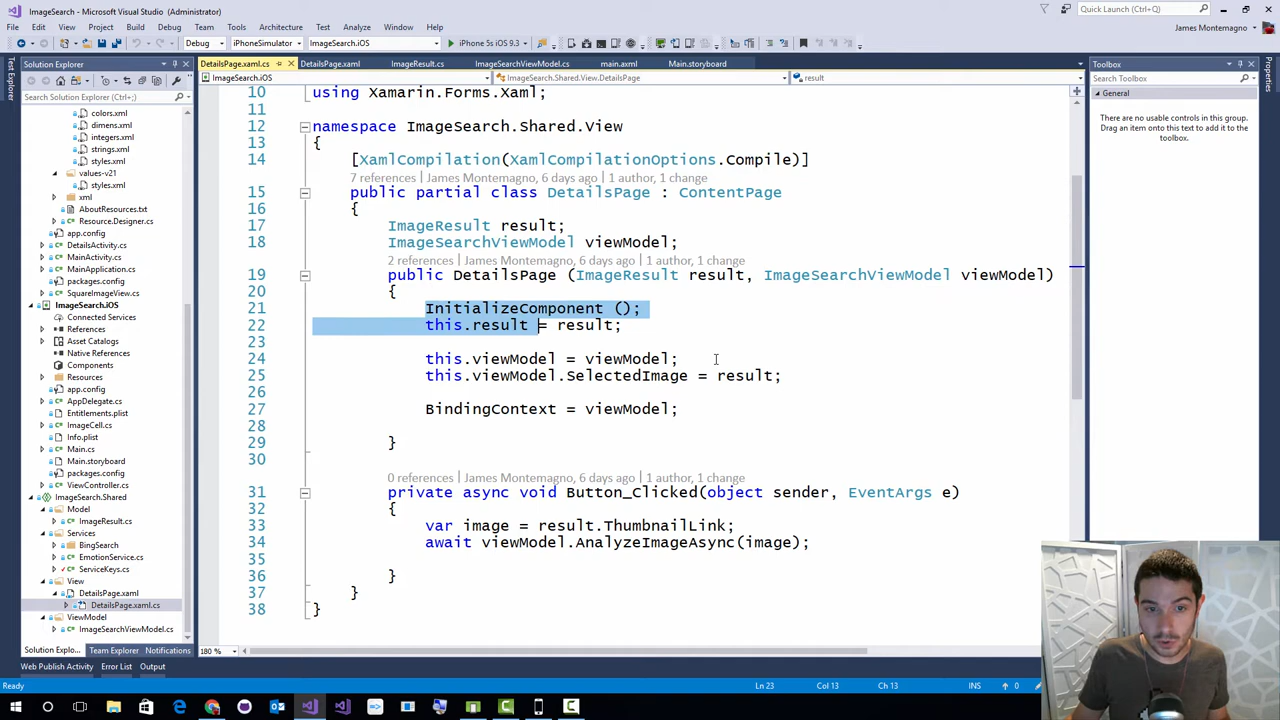 ImageSearch - Microsoft Visual Studio (Administrator)
Quick Launch (Ctrl+Q)
File Edit View Project Build Debug Team Tools Architecture Test Analyze Window Help
James Montemagno
Debug iPhoneSimulator ImageSearch.iOS iPhone 5s iOS 9.3
Test Explorer
Solution Explorer
Search Solution Explorer (Ctrl+;)
colors.xml
dimens.xml
integers.xml
strings.xml
styles.xml
values-v21
styles.xml
xml
AboutResources.txt
Resource.Designer.cs
app.config
DetailsActivity.cs
MainActivity.cs
MainApplication.cs
packages.config
SquareImageView.cs
ImageSearch.iOS
Connected Services
References
Asset Catalogs
Native References
Components
Resources
app.config
AppDelegate.cs
Entitlements.plist
ImageCell.cs
Info.plist
Main.cs
Main.storyboard
packages.config
ViewController.cs
ImageSearch.Shared
Model
ImageResult.cs
Services
BingSearch
EmotionService.cs
ServiceKeys.cs
View
DetailsPage.xaml
DetailsPage.xaml.cs
ViewModel
ImageSearchViewModel.cs
Solution Explo... Team Explorer Notifications
DetailsPage.xaml.cs DetailsPage.xaml ImageResult.cs ImageSearchViewModel.cs main.axml Main.storyboard
ImageSearch.iOS ImageSearch.Shared.View.DetailsPage result
10 using Xamarin.Forms.Xaml;
11
12 namespace ImageSearch.Shared.View
13 {
14 [XamlCompilation(XamlCompilationOptions.Compile)]
7 references | James Montemagno, 6 days ago | 1 author, 1 change
15 public partial class DetailsPage : ContentPage
16 {
17 ImageResult result;
18 ImageSearchViewModel viewModel;
2 references | James Montemagno, 6 days ago | 1 author, 1 change
19 public DetailsPage (ImageResult result, ImageSearchViewModel viewModel)
20 {
21 InitializeComponent ();
22 this.result = result;
23
24 this.viewModel = viewModel;
25 this.viewModel.SelectedImage = result;
26
27 BindingContext = viewModel;
28
29 }
30
0 references | James Montemagno, 6 days ago | 1 author, 1 change
31 private async void Button_Clicked(object sender, EventArgs e)
32 {
33 var image = result.ThumbnailLink;
34 await viewModel.AnalyzeImageAsync(image);
35
36 }
37 }
38 }
180 %
Toolbox
Search Toolbox
General
There are no usable controls in this group.
Drag an item onto this text to add it to the
toolbox.
Properties
Web Publish Activity Error List Output
Ready Ln 23 Col 13 Ch 13 INS 0